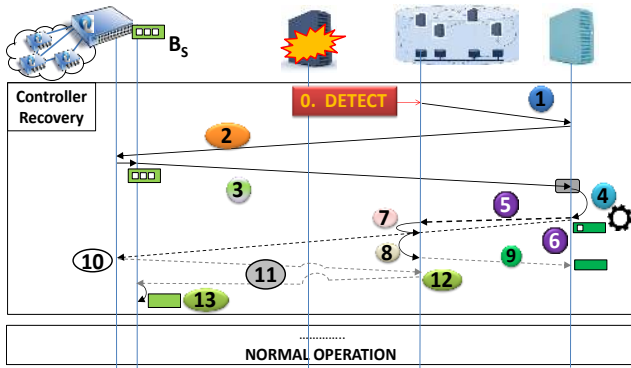 B_S
Controller
Recovery
0. DETECT
1
2
3
4
5
6
7
8
9
10
11
12
13
..............
NORMAL OPERATION